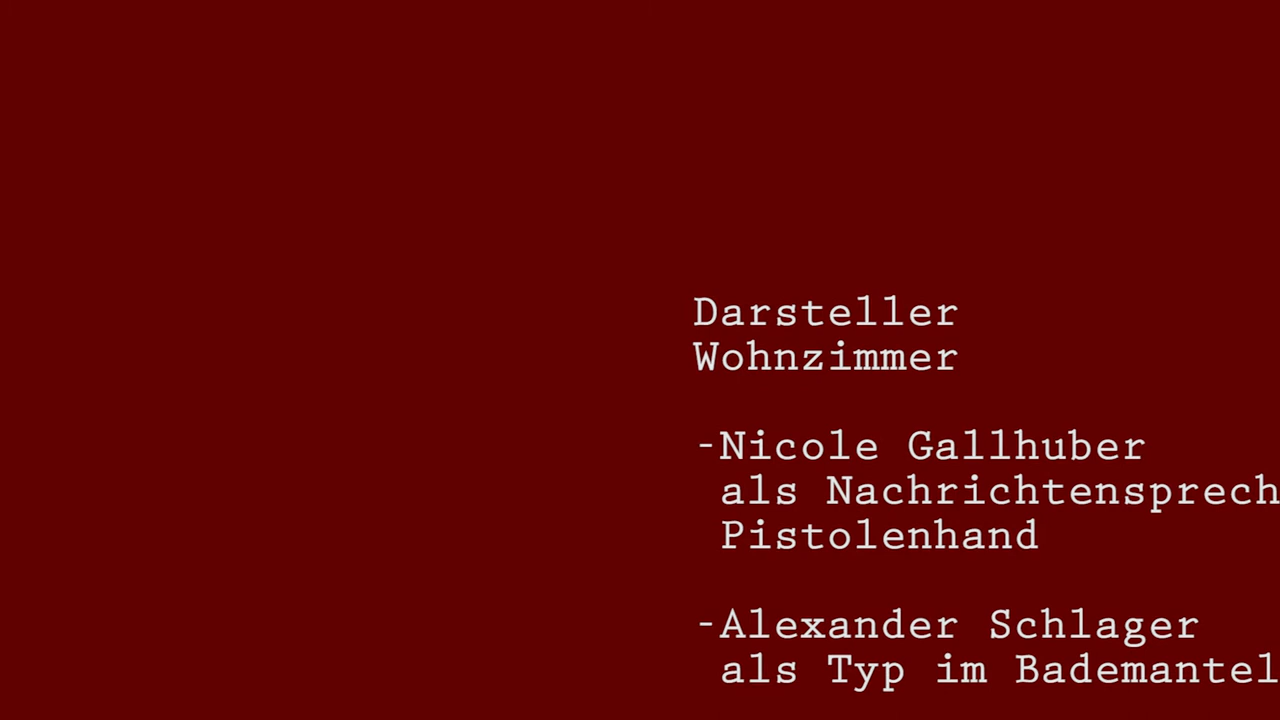 Darsteller
Wohnzimmer
-Nicole Gallhuber
als Nachrichtensprech
Pistolenhand
-Alexander Schlager
als Typ im Bademantel